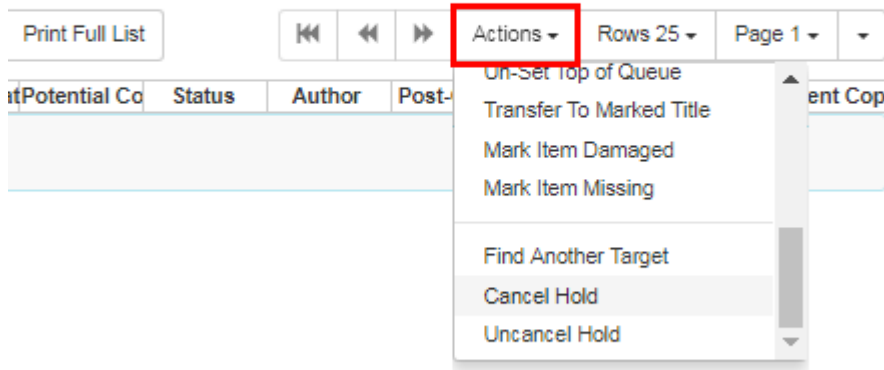 Print Full List Actions Rows 25 Page 1
Potential Co Status Author Post- Cop
Un-Set Top of Queue
Transfer To Marked Title
Mark Item Damaged
Mark Item Missing
Find Another Target
Cancel Hold
Uncancel Hold